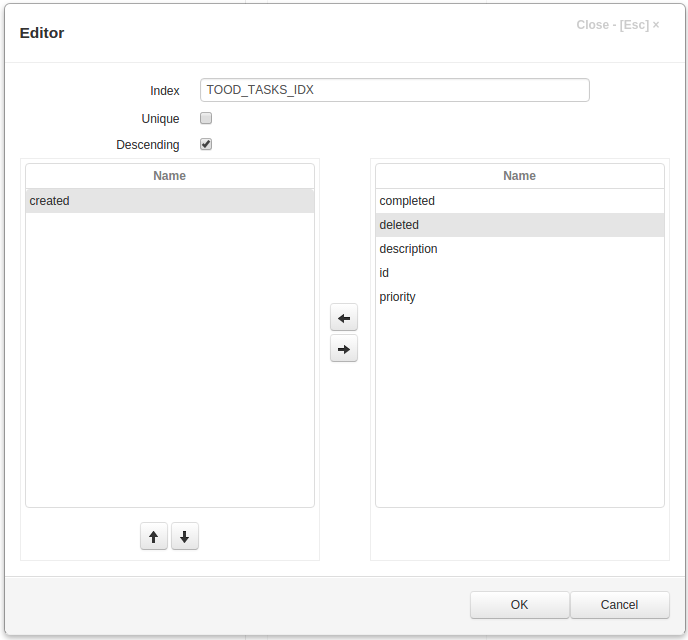 Editor
Close - [Esc] ×
Index
TOOD_TASKS_IDX
Unique
Descending
Name
created
Name
completed
deleted
description
id
priority
OK
Cancel